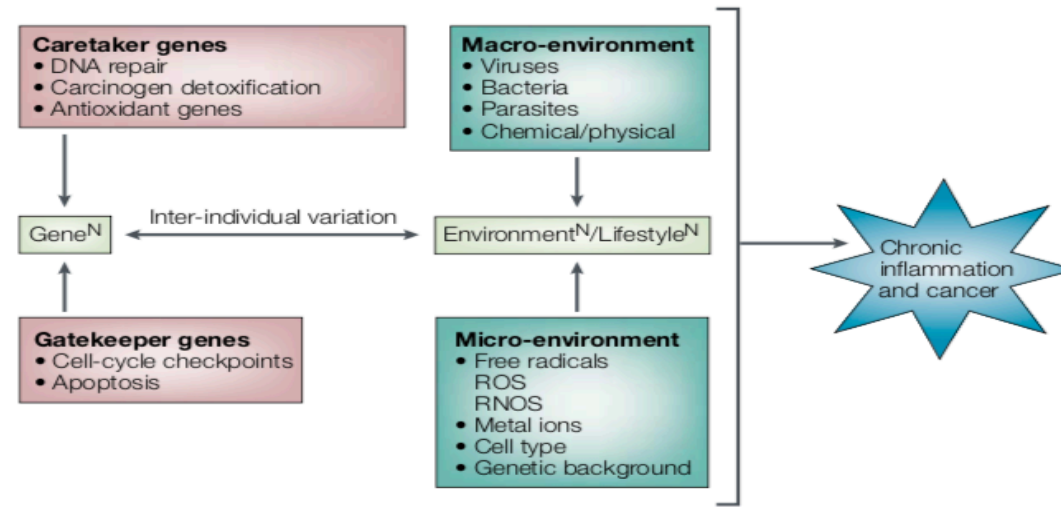 Caretaker genes
• DNA repair
• Carcinogen detoxification
• Antioxidant genes
Macro-environment
• Viruses
• Bacteria
• Parasites
• Chemical/physical
Gene^N
Inter-individual variation
Environment^N/Lifestyle^N
Chronic
inflammation
and cancer
Gatekeeper genes
• Cell-cycle checkpoints
• Apoptosis
Micro-environment
• Free radicals
ROS
RNOS
• Metal ions
• Cell type
• Genetic background